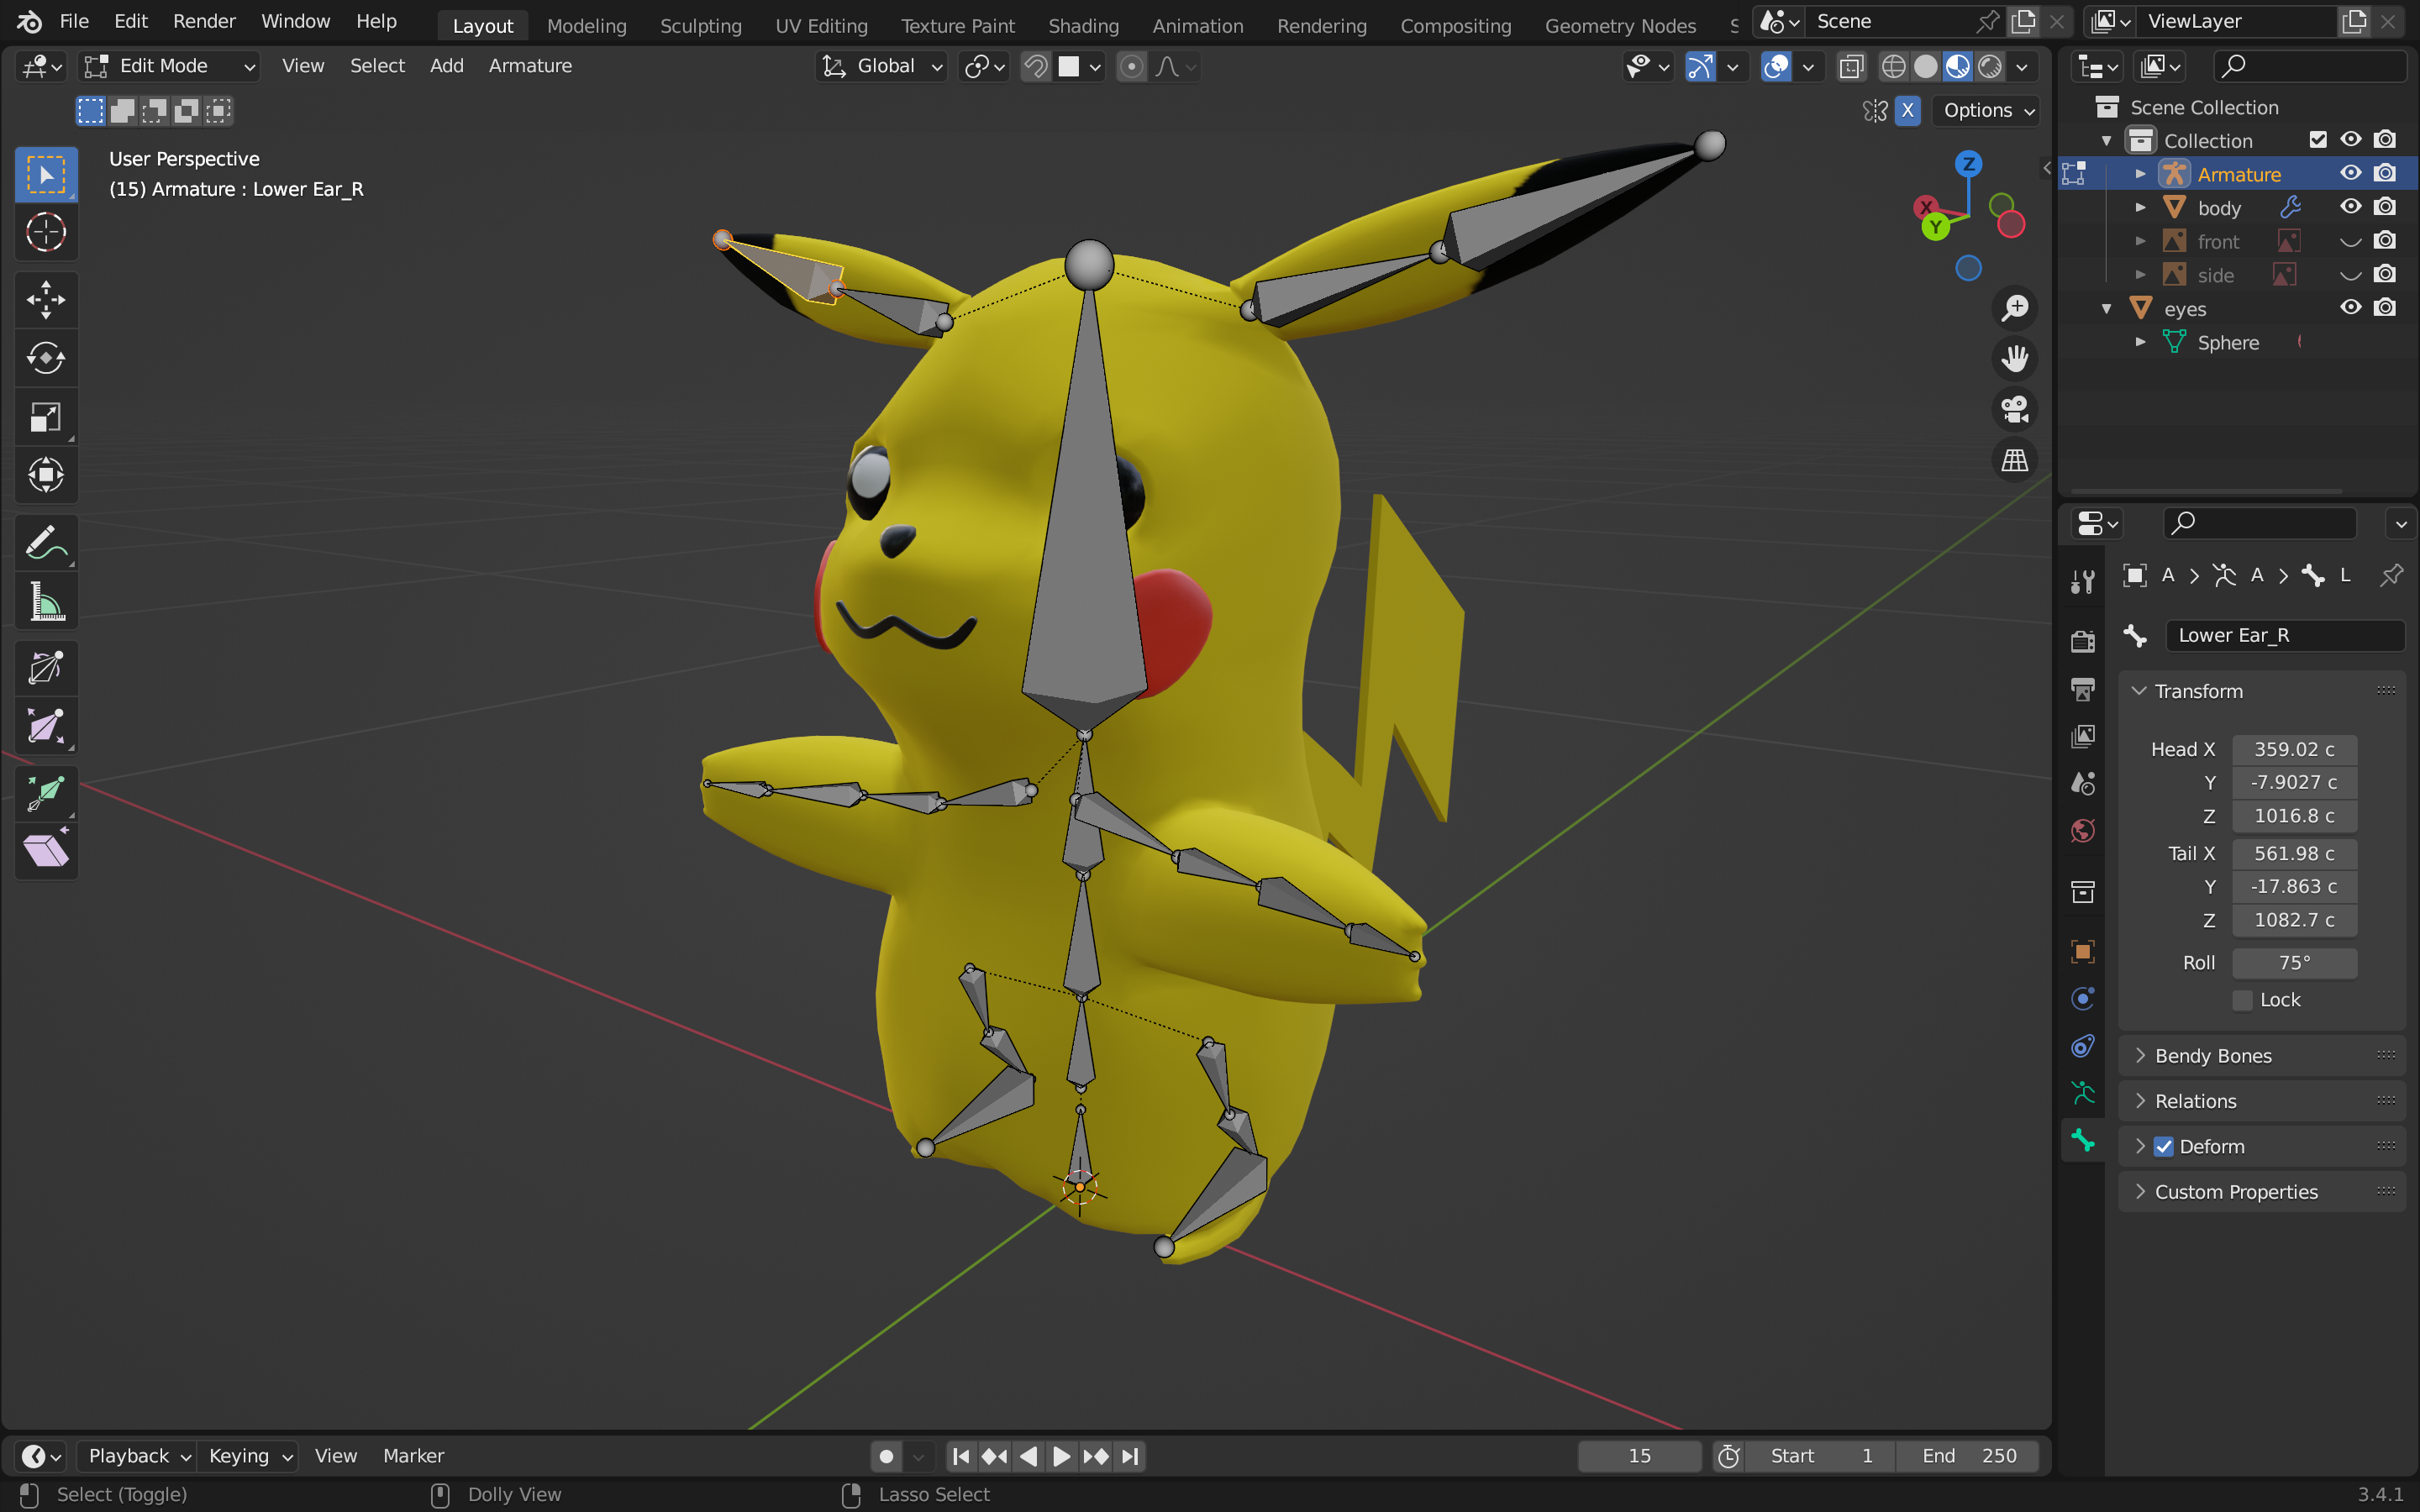 File Edit Render Window Help Layout Modeling Sculpting UV Editing Texture Paint Shading Animation Rendering Compositing Geometry Nodes Scene ViewLayer
Edit Mode View Select Add Armature Global
X Options
User Perspective
(15) Armature : Lower Ear_R
Z
X
Y
Scene Collection
Collection
Armature
body
front
side
eyes
Sphere
A > A > L
Lower Ear_R
Transform
Head X 359.02 c
Y -7.9027 c
Z 1016.8 c
Tail X 561.98 c
Y -17.863 c
Z 1082.7 c
Roll 75°
Lock
Bendy Bones
Relations
Deform
Custom Properties
Playback Keying View Marker 15 Start 1 End 250
Select (Toggle) Dolly View Lasso Select 3.4.1